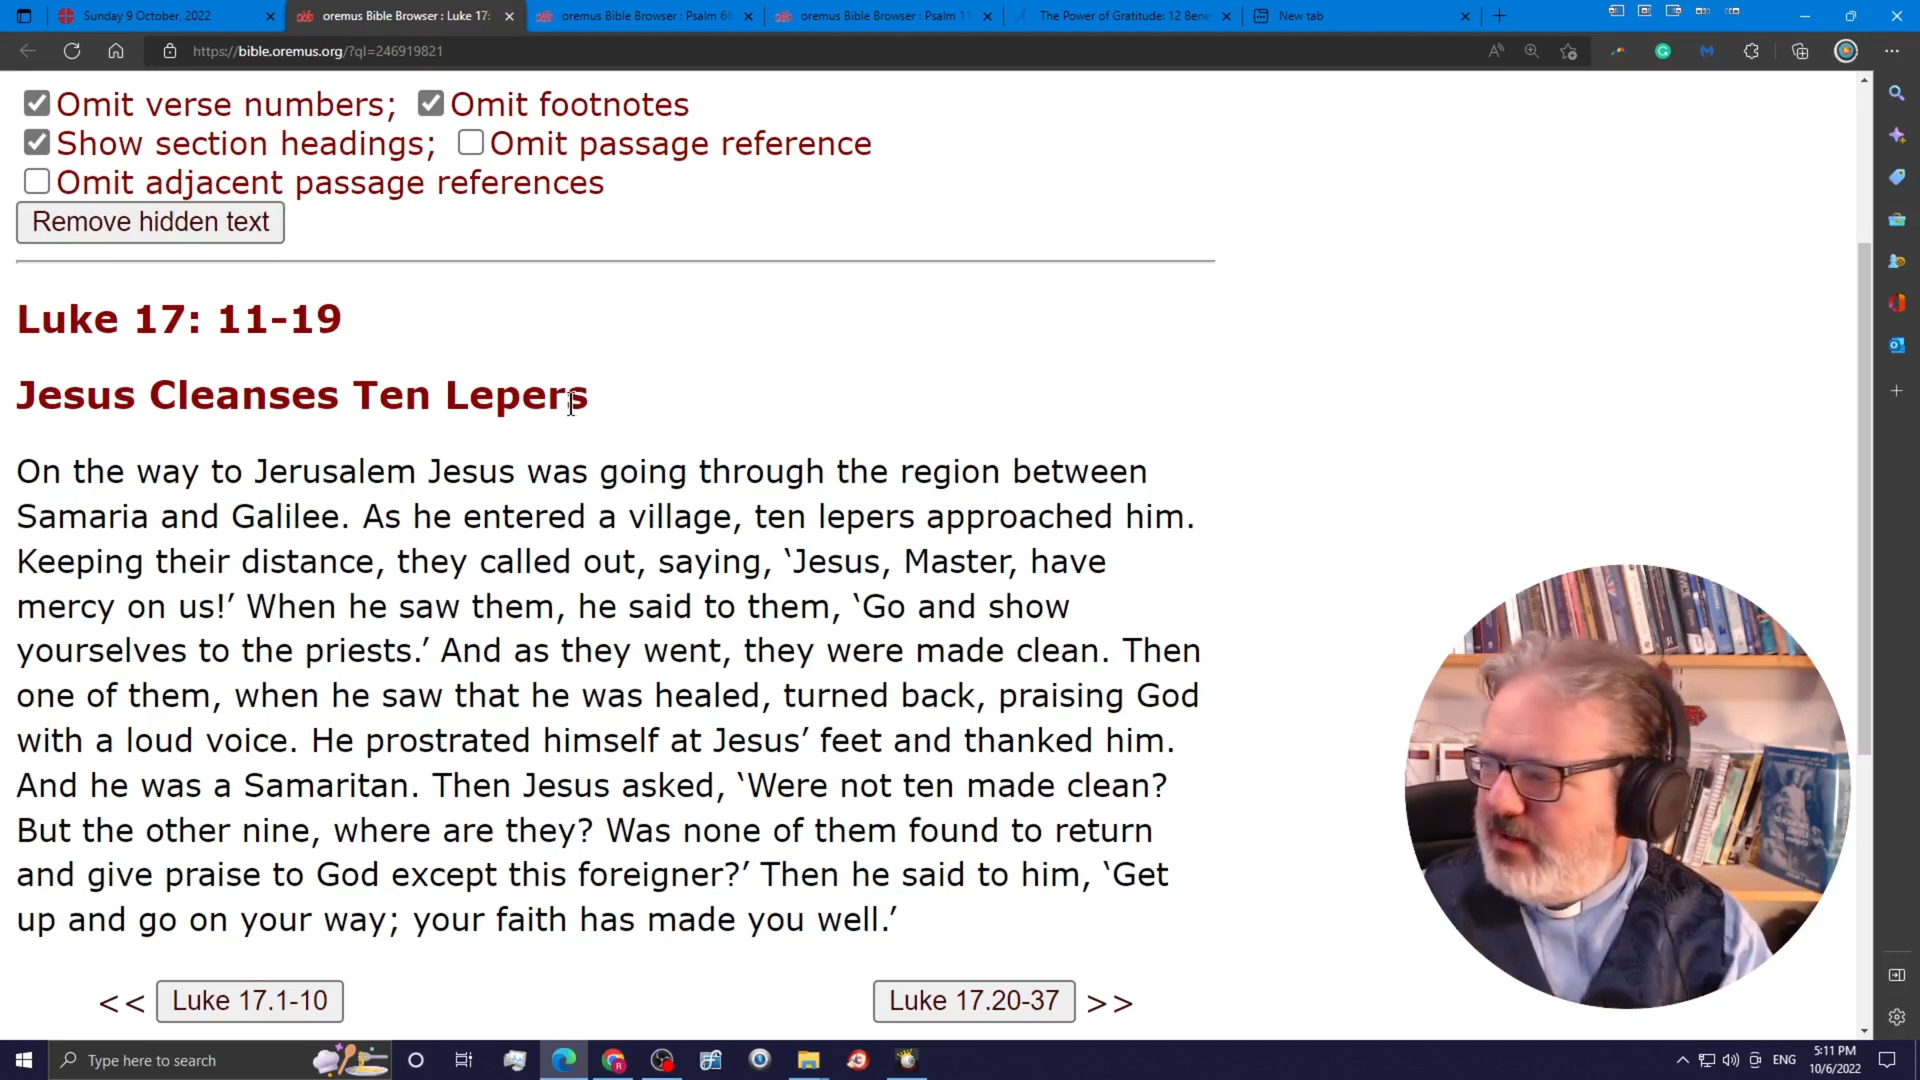 Sunday 9 October, 2022
oremus Bible Browser : Luke 17:
oremus Bible Browser : Psalm 66
oremus Bible Browser : Psalm 11
The Power of Gratitude: 12 Bene
New tab
https://bible.oremus.org/?ql=246919821
Omit verse numbers; Omit footnotes
Show section headings; Omit passage reference
Omit adjacent passage references
Remove hidden text
Luke 17: 11-19
Jesus Cleanses Ten Lepers
On the way to Jerusalem Jesus was going through the region between
Samaria and Galilee. As he entered a village, ten lepers approached him.
Keeping their distance, they called out, saying, ‘Jesus, Master, have
mercy on us!’ When he saw them, he said to them, ‘Go and show
yourselves to the priests.’ And as they went, they were made clean. Then
one of them, when he saw that he was healed, turned back, praising God
with a loud voice. He prostrated himself at Jesus’ feet and thanked him.
And he was a Samaritan. Then Jesus asked, ‘Were not ten made clean?
But the other nine, where are they? Was none of them found to return
and give praise to God except this foreigner?’ Then he said to him, ‘Get
up and go on your way; your faith has made you well.’
<< Luke 17.1-10
Luke 17.20-37 >>
Type here to search
ENG
5:11 PM
10/6/2022